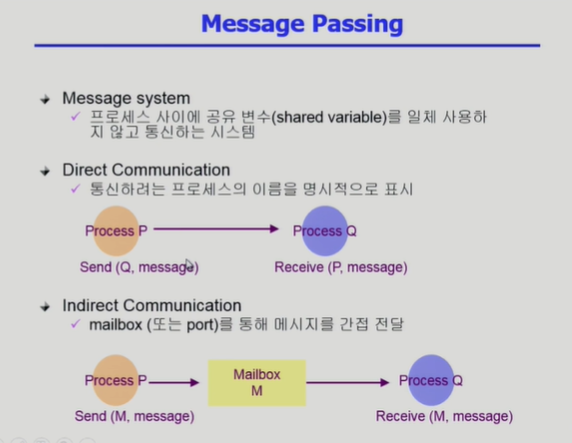 Message Passing
Message system
프로세스 사이에 공유 변수(shared variable)를 일체 사용하
지 않고 통신하는 시스템
Direct Communication
통신하려는 프로세스의 이름을 명시적으로 표시
Process P
Process Q
Send (Q, message)
Receive (P, message)
Indirect Communication
mailbox (또는 port)를 통해 메시지를 간접 전달
Process P
Mailbox
M
Process Q
Send (M, message)
Receive (M, message)